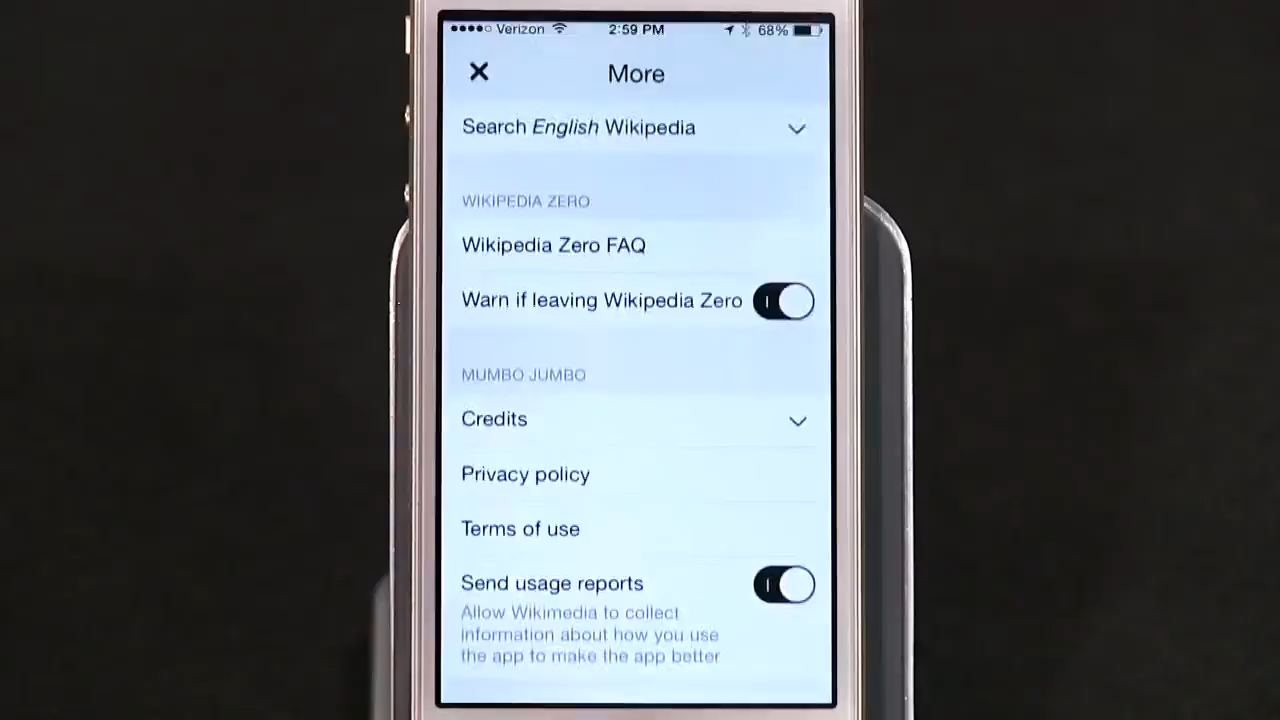 Verizon 2:59 PM 68%
More
Search English Wikipedia
WIKIPEDIA ZERO
Wikipedia Zero FAQ
Warn if leaving Wikipedia Zero
MUMBO JUMBO
Credits
Privacy policy
Terms of use
Send usage reports
Allow Wikimedia to collect
information about how you use
the app to make the app better